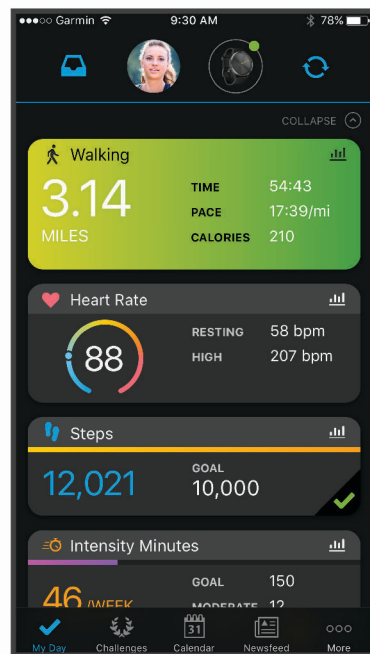 Garmin 9:30 AM 78%
COLLAPSE
Walking
3.14
MILES
TIME 54:43
PACE 17:39/mi
CALORIES 210
Heart Rate
88
RESTING 58 bpm
HIGH 207 bpm
Steps
12,021
GOAL
10,000
Intensity Minutes
46 /WEEK
GOAL 150
MODERATE 12
31
My Day Challenges Calendar Newsfeed More